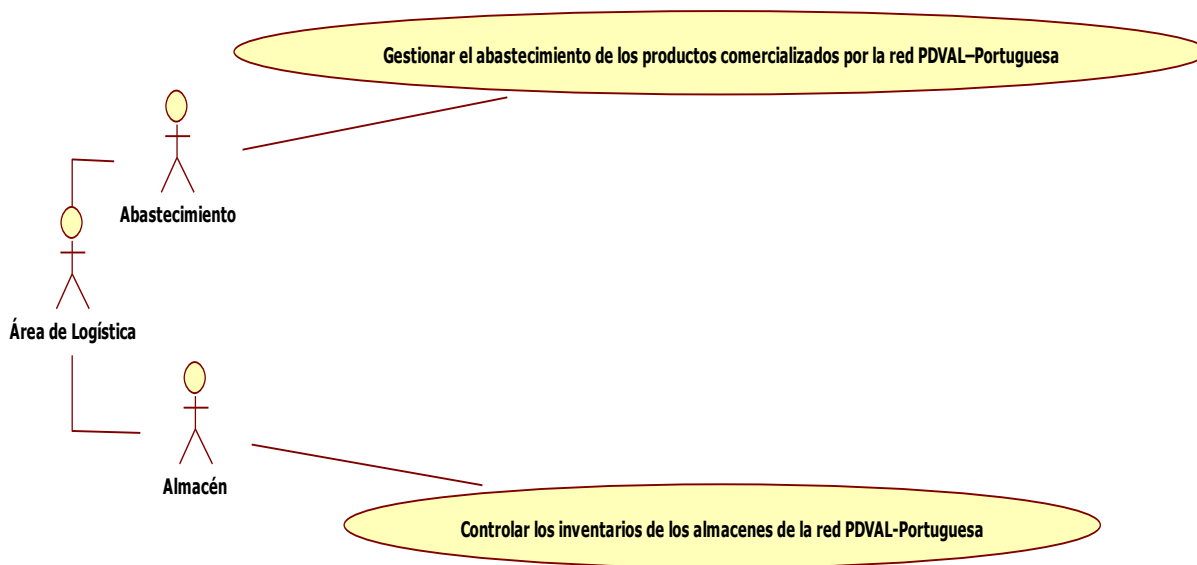 Gestionar el abastecimiento de los productos comercializados por la red PDVAL–Portuguesa
Abastecimiento
Área de Logística
Almacén
Controlar los inventarios de los almacenes de la red PDVAL-Portuguesa